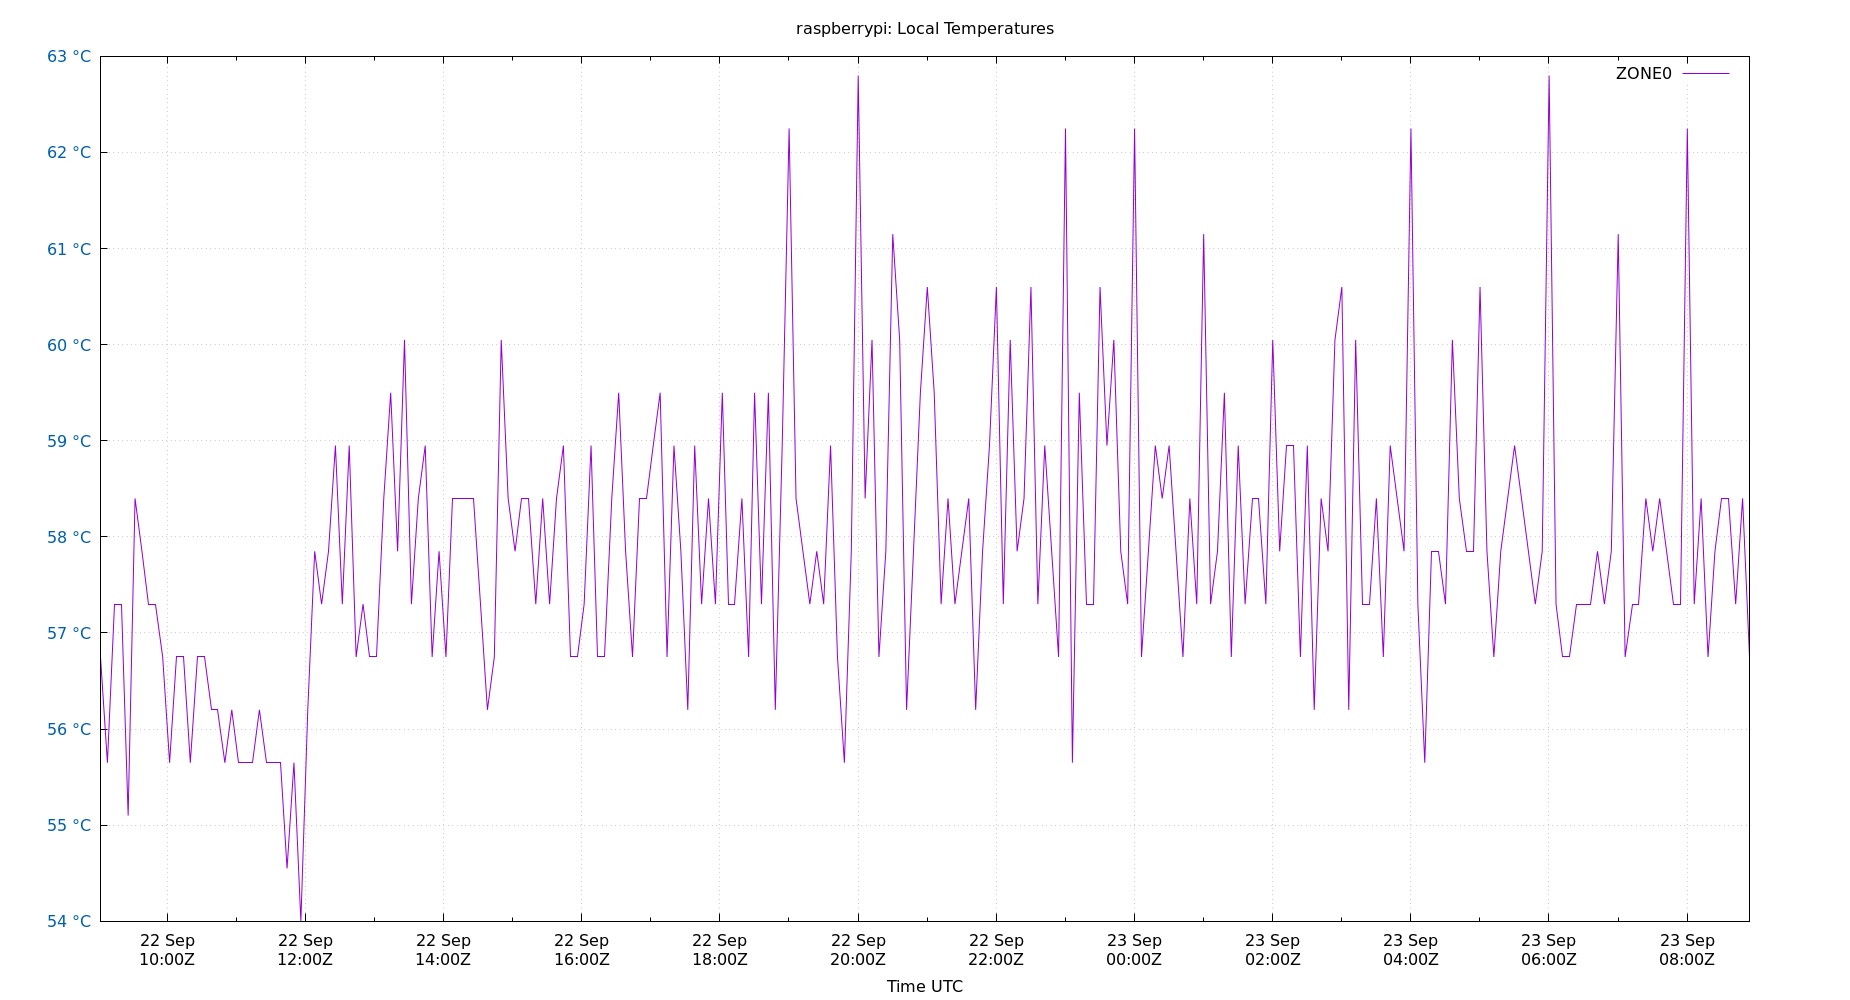 raspberrypi: Local Temperatures
63 °C
ZONE0
62 °C
61 °C
60 °C
59 °C
58 °C
57 °C
56 °C
55 °C
54 °C
22 Sep 22 Sep 22 Sep 22 Sep 22 Sep 22 Sep 22 Sep 23 Sep 23 Sep 23 Sep 23 Sep 23 Sep
10:00Z 12:00Z 14:00Z 16:00Z 18:00Z 20:00Z 22:00Z 00:00Z 02:00Z 04:00Z 06:00Z 08:00Z
Time UTC